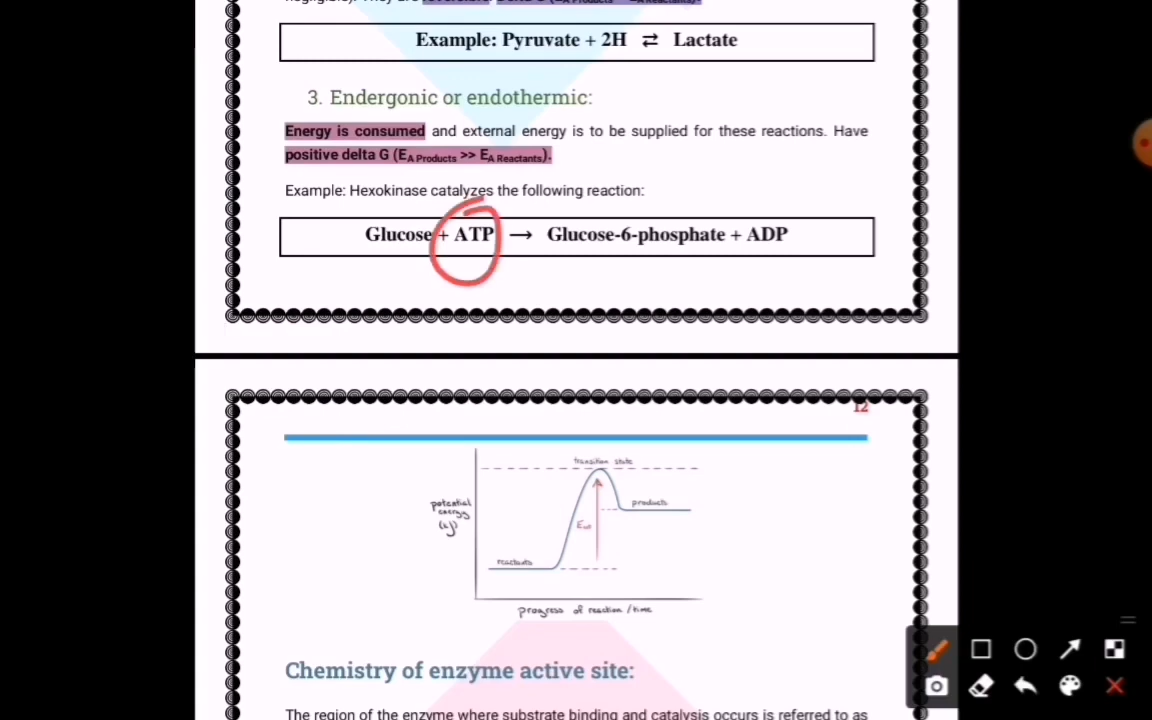 Example: Pyruvate + 2H ⇄ Lactate
3. Endergonic or endothermic:
Energy is consumed and external energy is to be supplied for these reactions. Have
positive delta G (EA Products >> EA Reactants).
Example: Hexokinase catalyzes the following reaction:
Glucose + ATP → Glucose-6-phosphate + ADP
12
transition state
potential
energy
(kJ)
products
reactants
progress of reaction / time
Chemistry of enzyme active site:
The region of the enzyme where substrate binding and catalysis occurs is referred to as